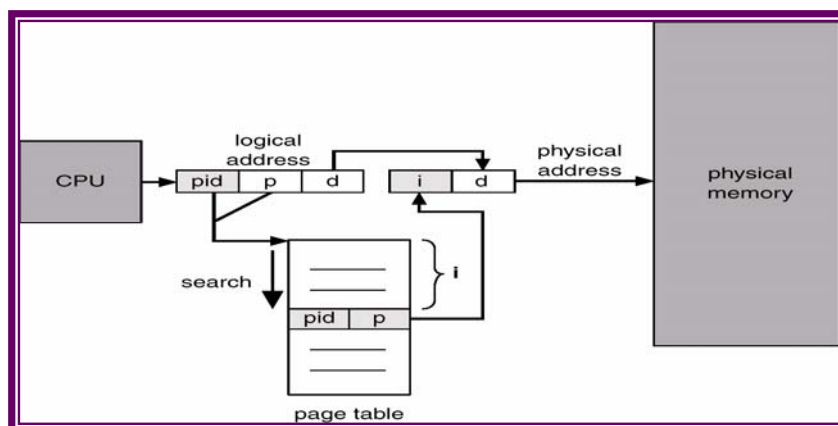 logical
address
CPU
pid p d
i d
physical
address
physical
memory
search
i
pid p
page table